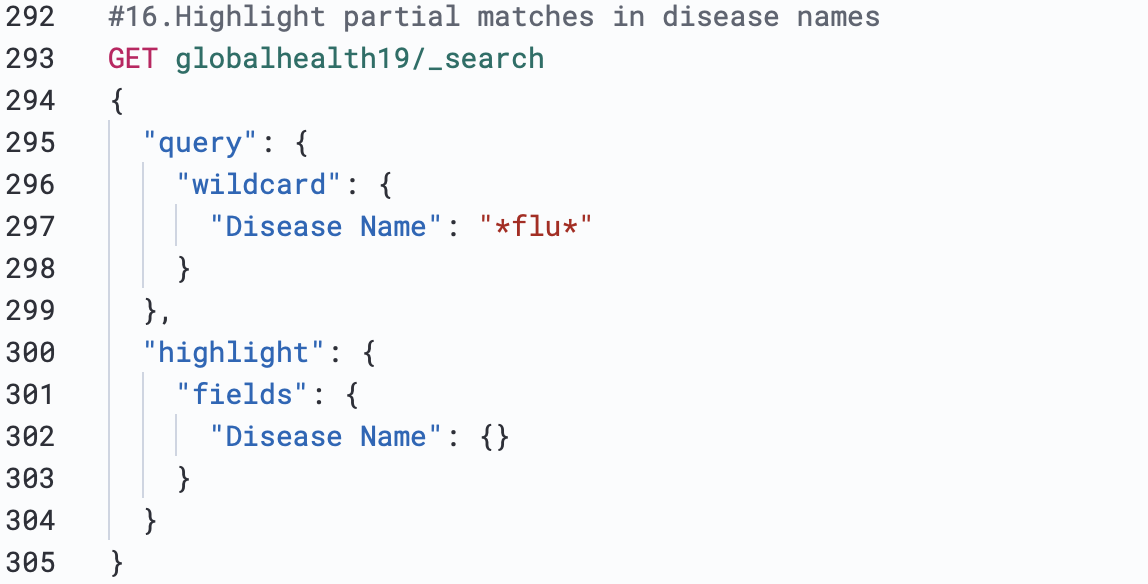 292 #16.Highlight partial matches in disease names
293 GET globalhealth19/_search
294 {
295 "query": {
296 "wildcard": {
297 "Disease Name": "*flu*"
298 }
299 },
300 "highlight": {
301 "fields": {
302 "Disease Name": {}
303 }
304 }
305 }